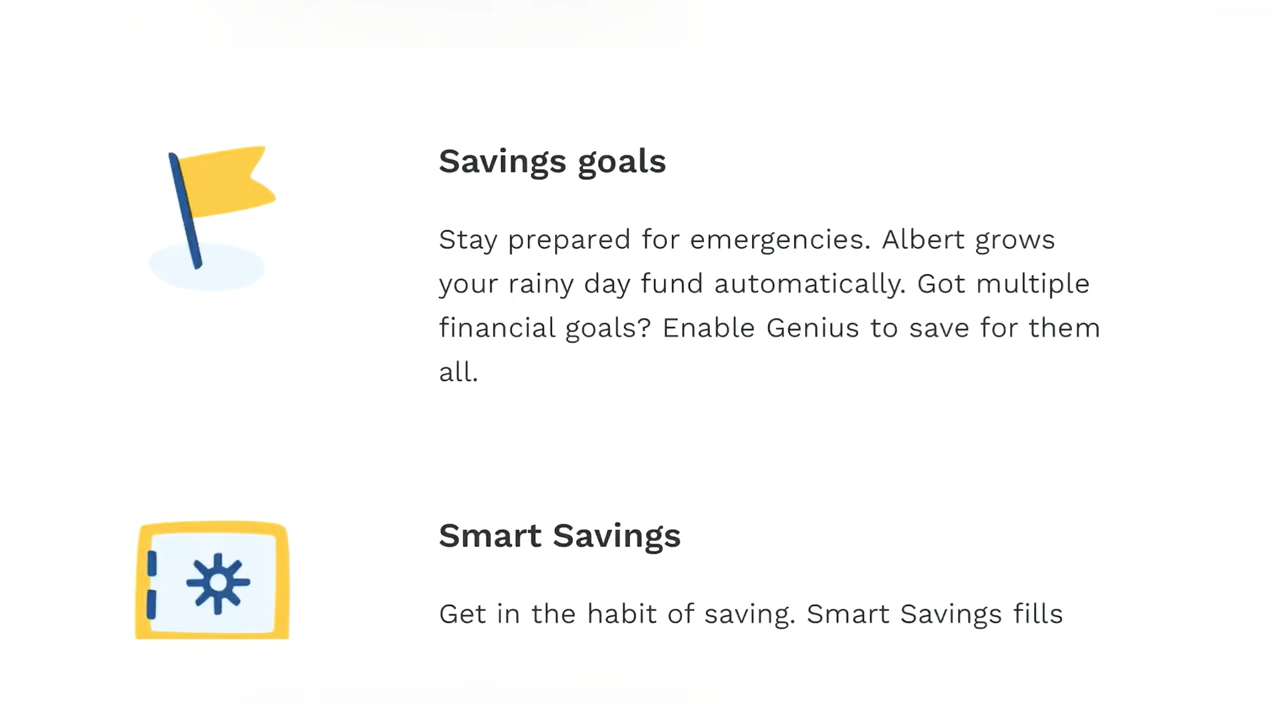 Savings goals
Stay prepared for emergencies. Albert grows
your rainy day fund automatically. Got multiple
financial goals? Enable Genius to save for them
all.
Smart Savings
Get in the habit of saving. Smart Savings fills